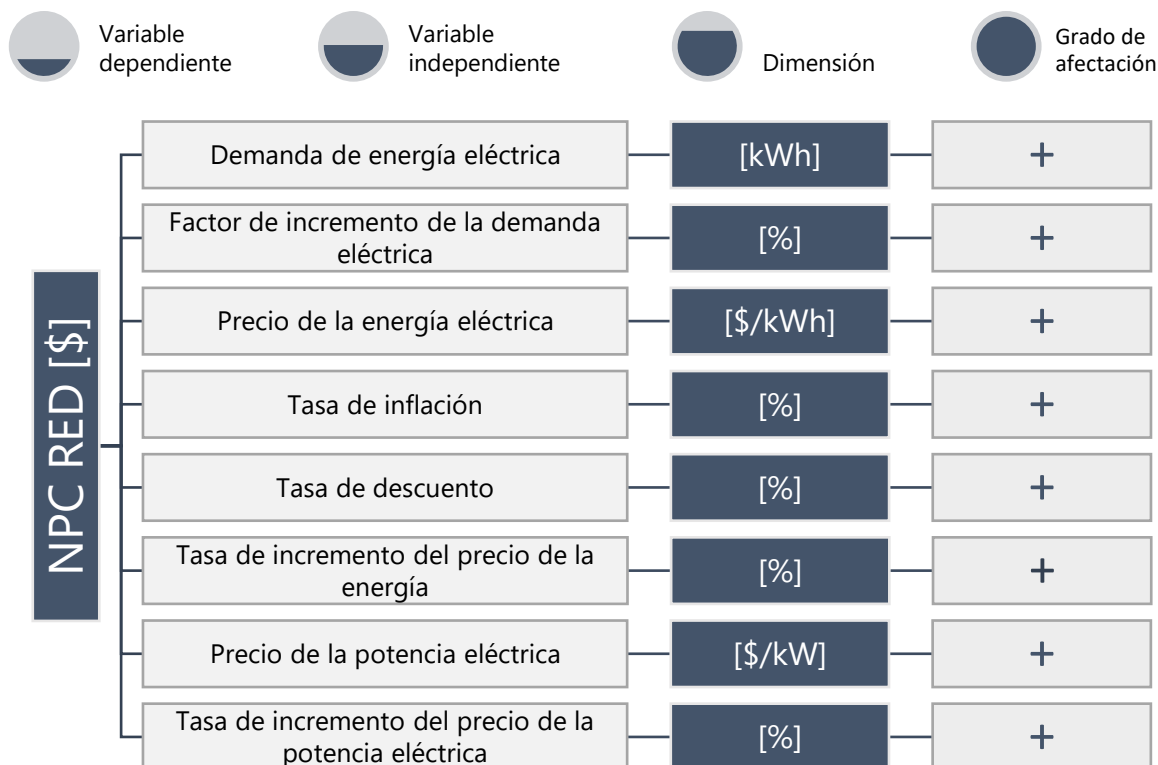 Variable
dependiente
Variable
independiente
Dimensión
Grado de
afectación
NPC RED [$]
Demanda de energía eléctrica
[kWh]
+
Factor de incremento de la demanda
eléctrica
[%]
+
Precio de la energía eléctrica
[$/kWh]
+
Tasa de inflación
[%]
+
Tasa de descuento
[%]
+
Tasa de incremento del precio de la
energía
[%]
+
Precio de la potencia eléctrica
[$/kW]
+
Tasa de incremento del precio de la
potencia eléctrica
[%]
+